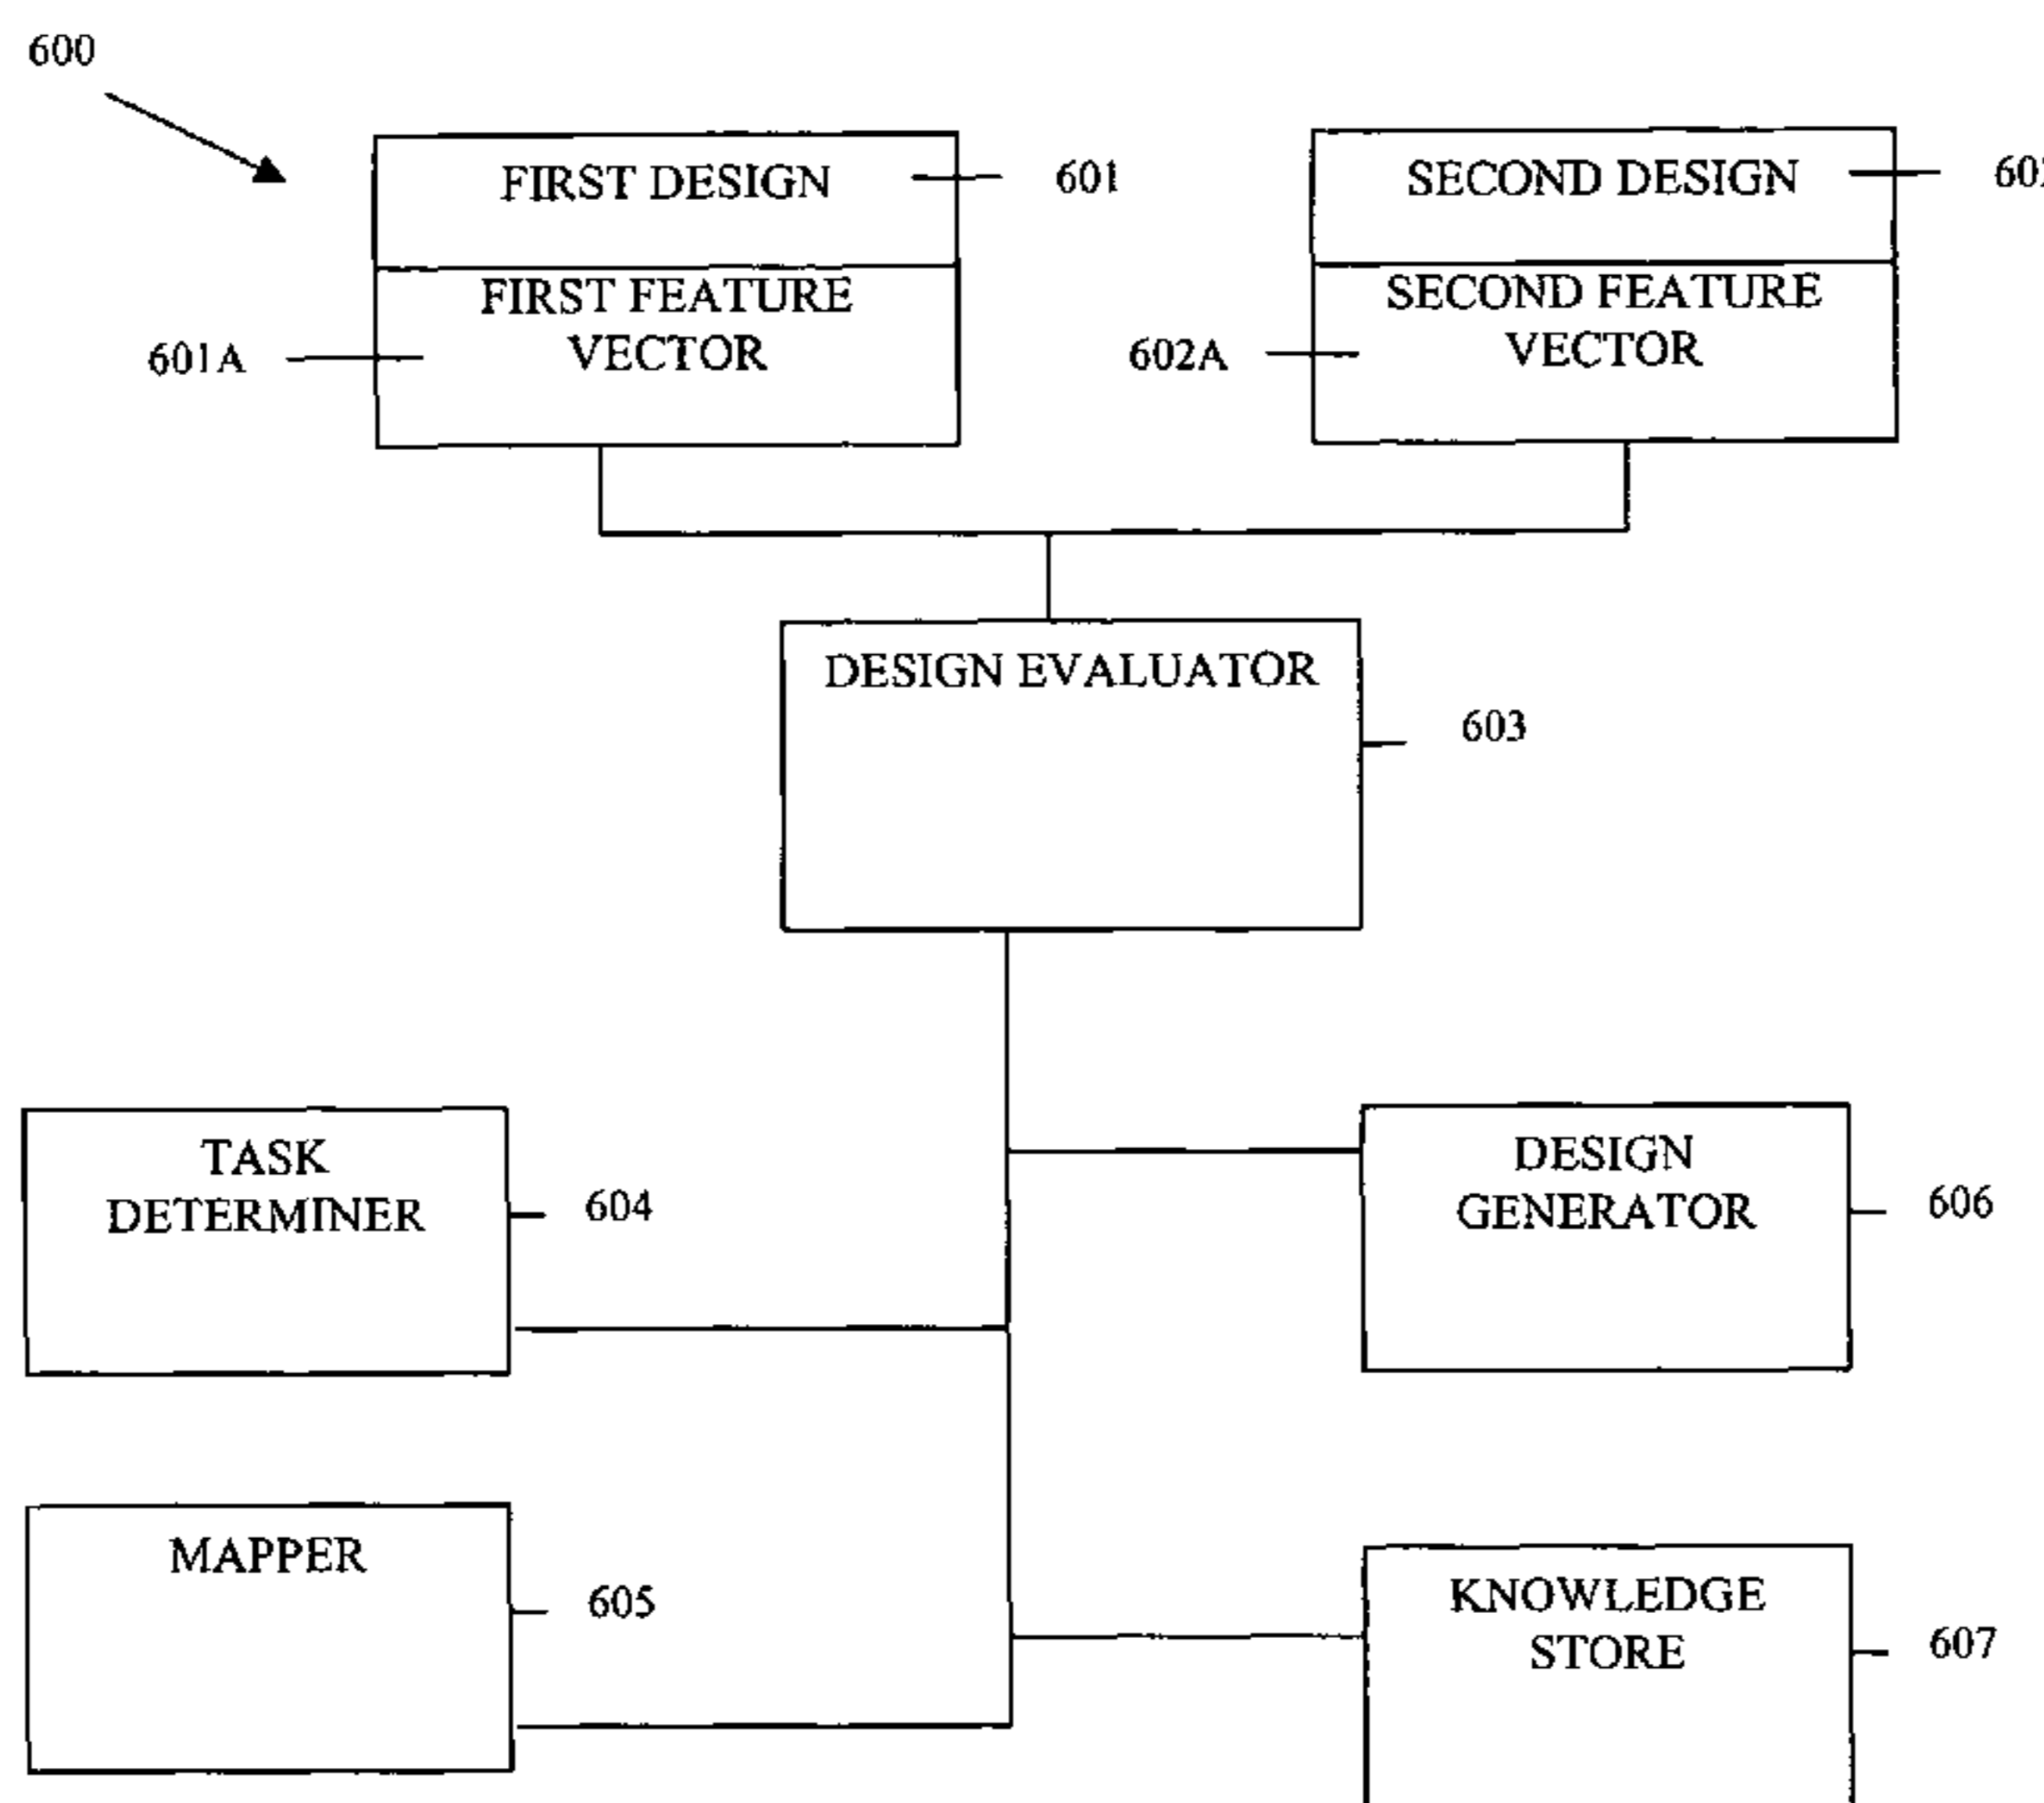 600
FIRST DESIGN
601
SECOND DESIGN
FIRST FEATURE
VECTOR
601A
SECOND FEATURE
VECTOR
602A
DESIGN EVALUATOR
603
TASK
DETERMINER
604
DESIGN
GENERATOR
606
MAPPER
605
KNOWLEDGE
STORE
607